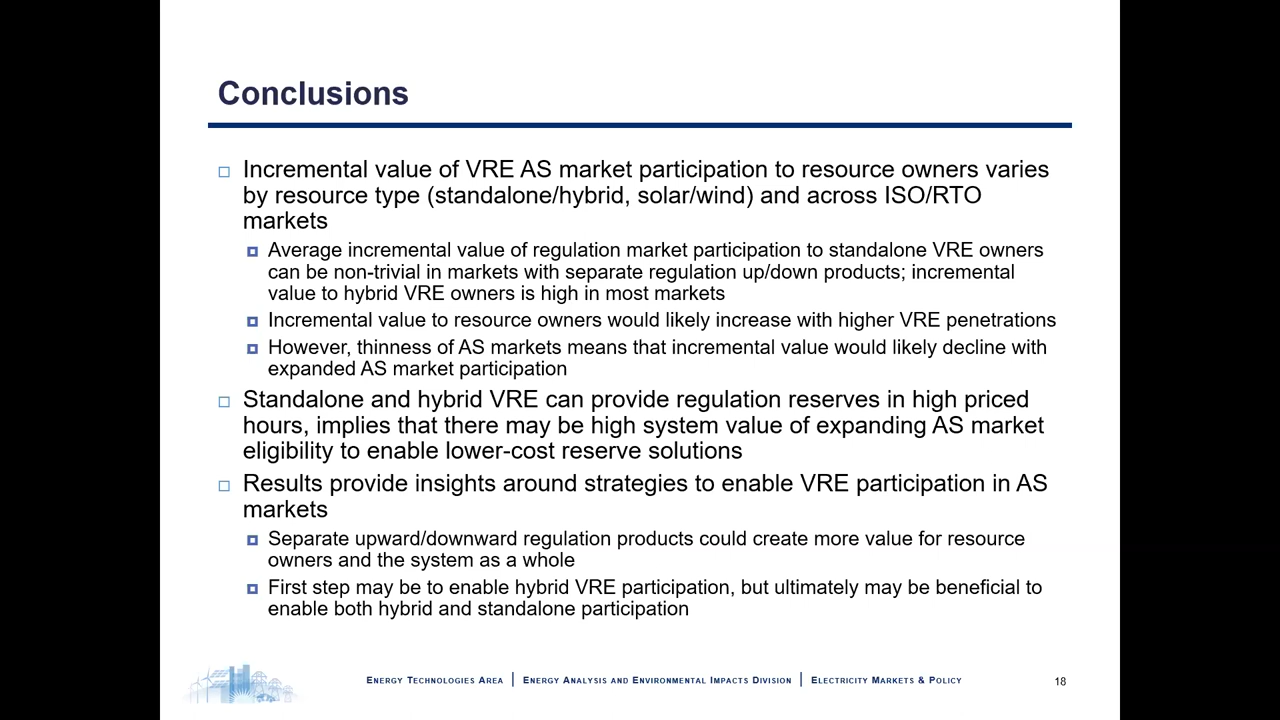 Conclusions
Incremental value of VRE AS market participation to resource owners varies
by resource type (standalone/hybrid, solar/wind) and across ISO/RTO
markets
Average incremental value of regulation market participation to standalone VRE owners
can be non-trivial in markets with separate regulation up/down products; incremental
value to hybrid VRE owners is high in most markets
Incremental value to resource owners would likely increase with higher VRE penetrations
However, thinness of AS markets means that incremental value would likely decline with
expanded AS market participation
Standalone and hybrid VRE can provide regulation reserves in high priced
hours, implies that there may be high system value of expanding AS market
eligibility to enable lower-cost reserve solutions
Results provide insights around strategies to enable VRE participation in AS
markets
Separate upward/downward regulation products could create more value for resource
owners and the system as a whole
First step may be to enable hybrid VRE participation, but ultimately may be beneficial to
enable both hybrid and standalone participation
Energy Technologies Area | Energy Analysis and Environmental Impacts Division | Electricity Markets & Policy 18